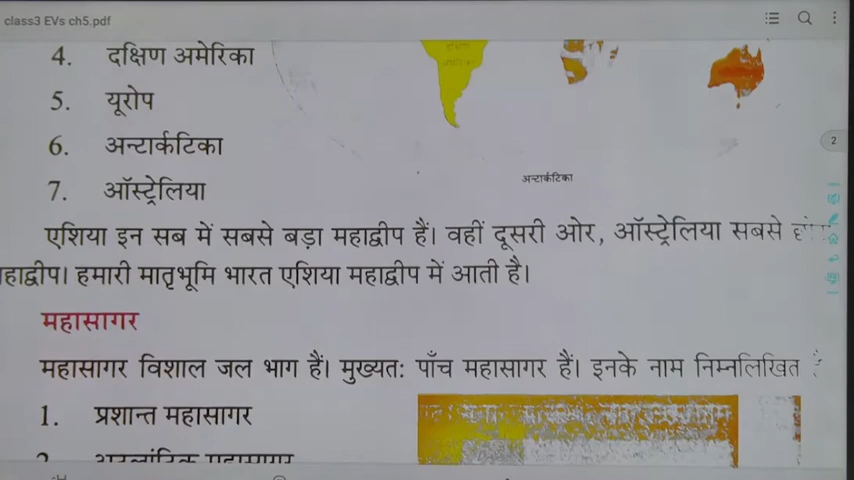 class3 EVs ch5.pdf
4. दक्षिण अमेरिका
5. यूरोप
6. अन्टार्कटिका
2
अन्टार्कटिका
7. ऑस्ट्रेलिया
एशिया इन सब में सबसे बड़ा महाद्वीप हैं। वहीं दूसरी ओर, ऑस्ट्रेलिया सबसे
हाद्वीप। हमारी मातृभूमि भारत एशिया महाद्वीप में आती है।
महासागर
महासागर विशाल जल भाग हैं। मुख्यत: पाँच महासागर हैं। इनके नाम निम्नलिखित
1. प्रशान्त महासागर